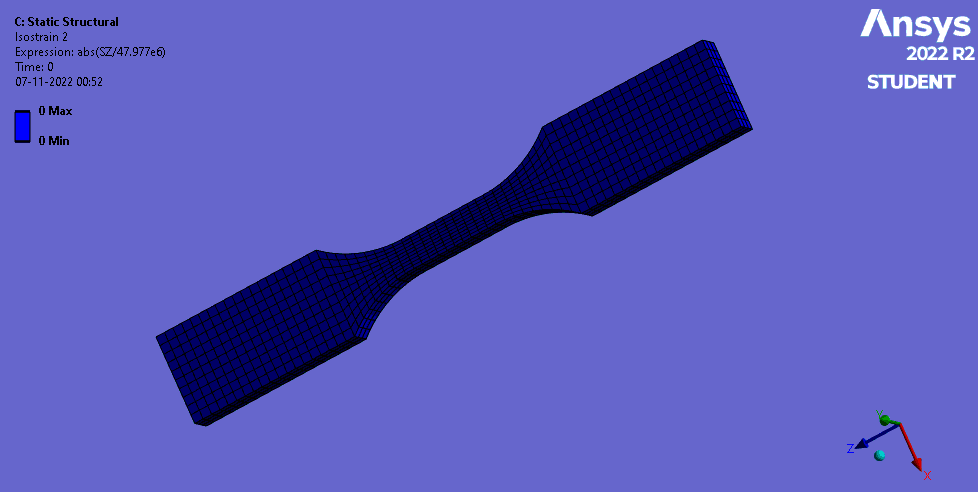 C: Static Structural
Isostrain 2
Expression: abs(SZ/47.977e6)
Time: 0
07-11-2022 00:52
0 Max
0 Min
Ansys
2022 R2
STUDENT
Y
Z
X